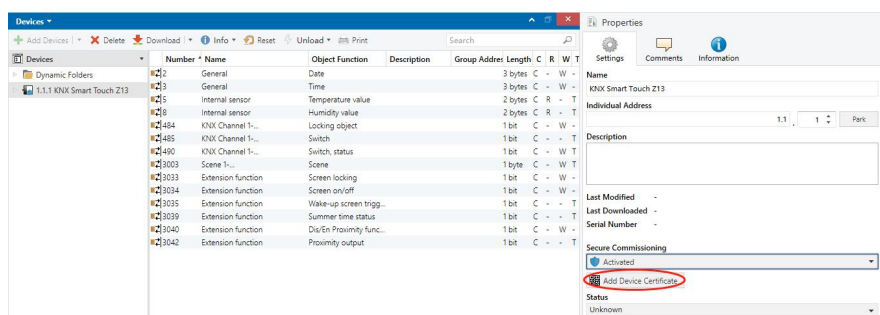 Devices
Add Devices Delete Download Info Reset Unload Print Search
Devices
Dynamic Folders
1.1.1 KNX Smart Touch Z13
Number Name Object Function Description Group Addres Length C R W T
2 General Date 3 bytes C - W -
3 General Time 3 bytes C - W -
5 Internal sensor Temperature value 2 bytes C R - T
8 Internal sensor Humidity value 2 bytes C R - T
484 KNX Channel 1-... Locking object 1 bit C - W -
485 KNX Channel 1-... Switch 1 bit C - - T
490 KNX Channel 1-... Switch, status 1 bit C - W T
3003 Scene 1-... Scene 1 byte C - - T
3033 Extension function Screen locking 1 bit C - W -
3034 Extension function Screen on/off 1 bit C - W -
3035 Extension function Wake-up screen trigg... 1 bit C - - T
3039 Extension function Summer time status 1 bit C - - T
3040 Extension function Dis/En Proximity func... 1 bit C - W -
3042 Extension function Proximity output 1 bit C - - T
Properties
Settings Comments Information
Name
KNX Smart Touch Z13
Individual Address
1.1 . 1 Park
Description
Last Modified -
Last Downloaded -
Serial Number -
Secure Commissioning
Activated
Add Device Certificate
Status
Unknown